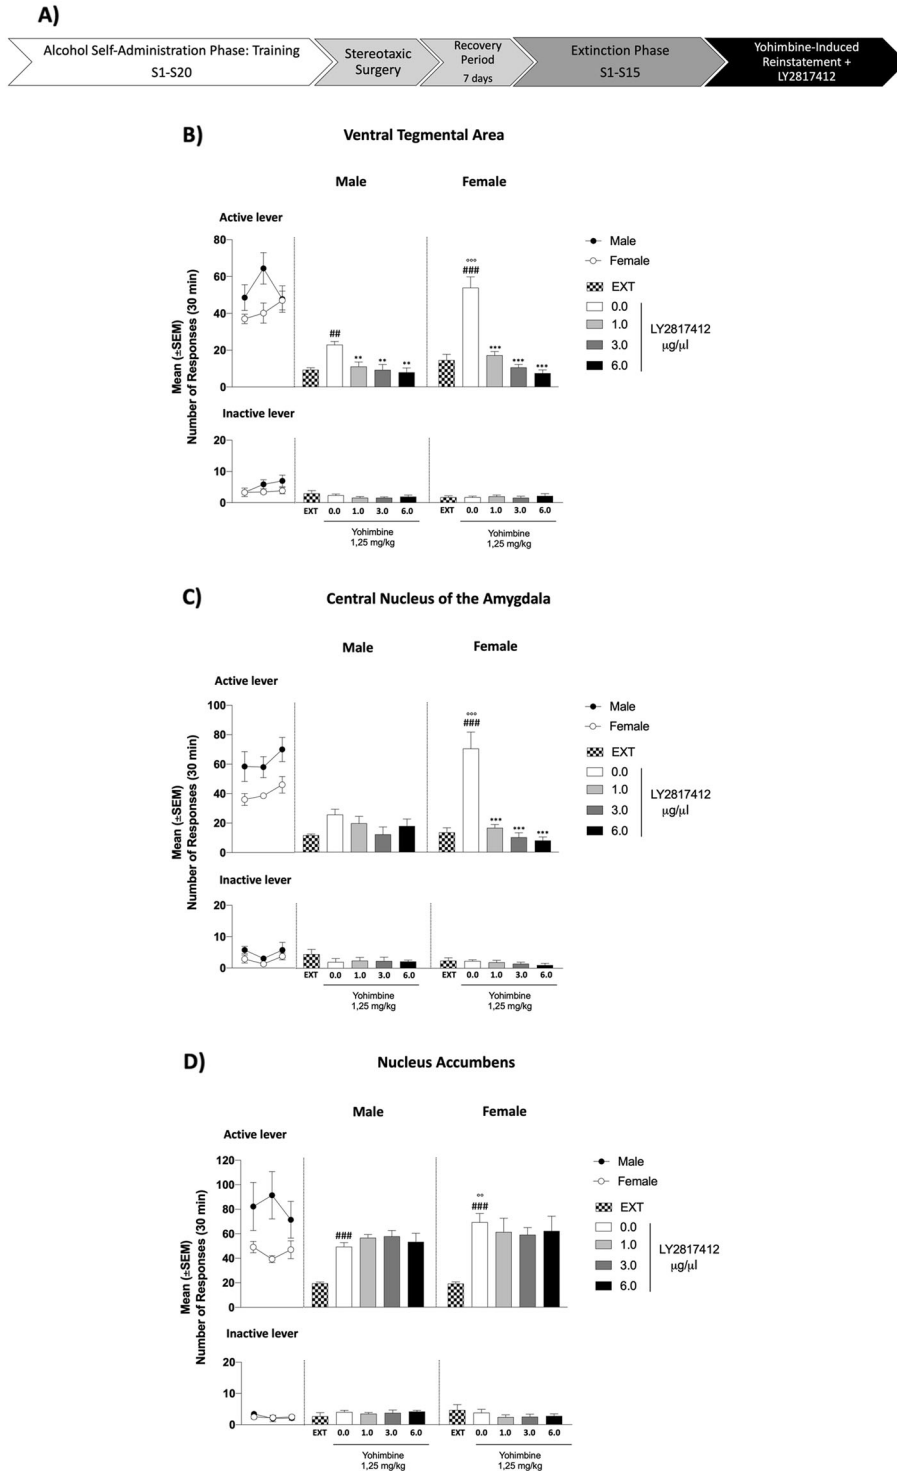 A)
Alcohol Self-Administration Phase: Training
S1-S20
Stereotaxic
Surgery
Recovery
Period
7 days
Extinction Phase
S1-S15
Yohimbine-Induced
Reinstatement +
LY2817412
B)
Ventral Tegmental Area
Male
Female
Active lever
Mean (±SEM)
Number of Responses (30 min)
80
60
40
20
0
##
**
**
**
°°°
###
***
***
***
Male
Female
EXT
0.0
1.0
3.0
6.0
LY2817412
µg/µl
Inactive lever
20
10
0
EXT 0.0 1.0 3.0 6.0
EXT 0.0 1.0 3.0 6.0
Yohimbine
1,25 mg/kg
Yohimbine
1,25 mg/kg
C)
Central Nucleus of the Amygdala
Male
Female
Active lever
Mean (±SEM)
Number of Responses (30 min)
100
80
60
40
20
0
°°°
###
***
***
***
Male
Female
EXT
0.0
1.0
3.0
6.0
LY2817412
µg/µl
Inactive lever
20
10
0
EXT 0.0 1.0 3.0 6.0
EXT 0.0 1.0 3.0 6.0
Yohimbine
1,25 mg/kg
Yohimbine
1,25 mg/kg
D)
Nucleus Accumbens
Male
Female
Active lever
Mean (±SEM)
Number of Responses (30 min)
120
100
80
60
40
20
0
###
°°
###
Male
Female
EXT
0.0
1.0
3.0
6.0
LY2817412
µg/µl
Inactive lever
20
10
0
EXT 0.0 1.0 3.0 6.0
EXT 0.0 1.0 3.0 6.0
Yohimbine
1,25 mg/kg
Yohimbine
1,25 mg/kg